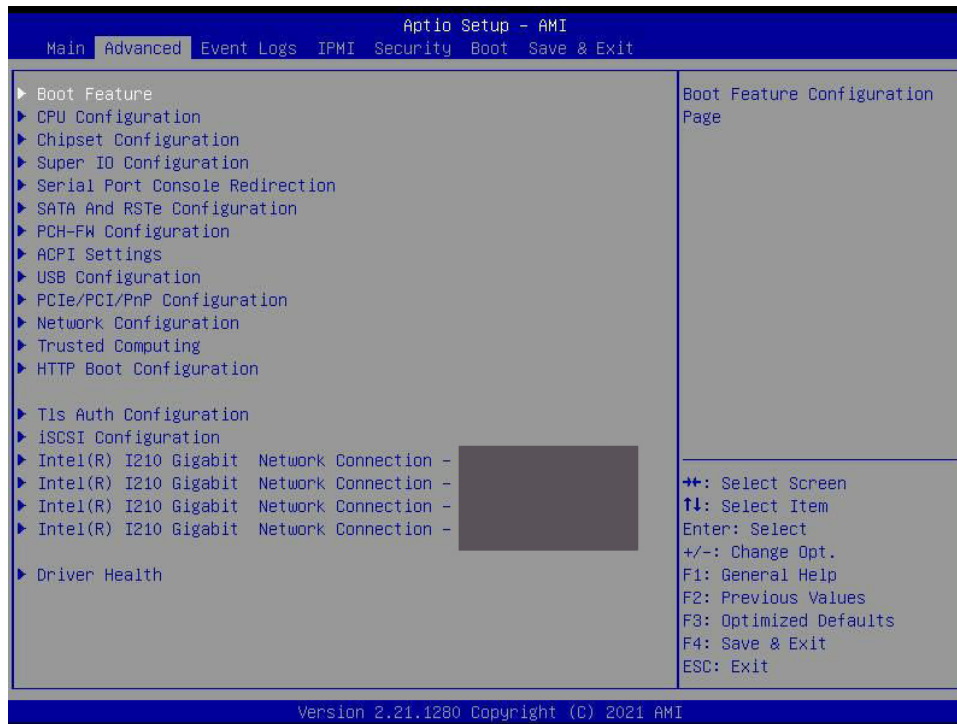 Aptio Setup – AMI
Main Advanced Event Logs IPMI Security Boot Save & Exit
▶ Boot Feature
▶ CPU Configuration
▶ Chipset Configuration
▶ Super IO Configuration
▶ Serial Port Console Redirection
▶ SATA And RSTe Configuration
▶ PCH-FW Configuration
▶ ACPI Settings
▶ USB Configuration
▶ PCIe/PCI/PnP Configuration
▶ Network Configuration
▶ Trusted Computing
▶ HTTP Boot Configuration
▶ Tls Auth Configuration
▶ iSCSI Configuration
▶ Intel(R) I210 Gigabit  Network Connection –
▶ Intel(R) I210 Gigabit  Network Connection –
▶ Intel(R) I210 Gigabit  Network Connection –
▶ Intel(R) I210 Gigabit  Network Connection –
▶ Driver Health
Boot Feature Configuration
Page
→←: Select Screen
↑↓: Select Item
Enter: Select
+/-: Change Opt.
F1: General Help
F2: Previous Values
F3: Optimized Defaults
F4: Save & Exit
ESC: Exit
Version 2.21.1280 Copyright (C) 2021 AMI